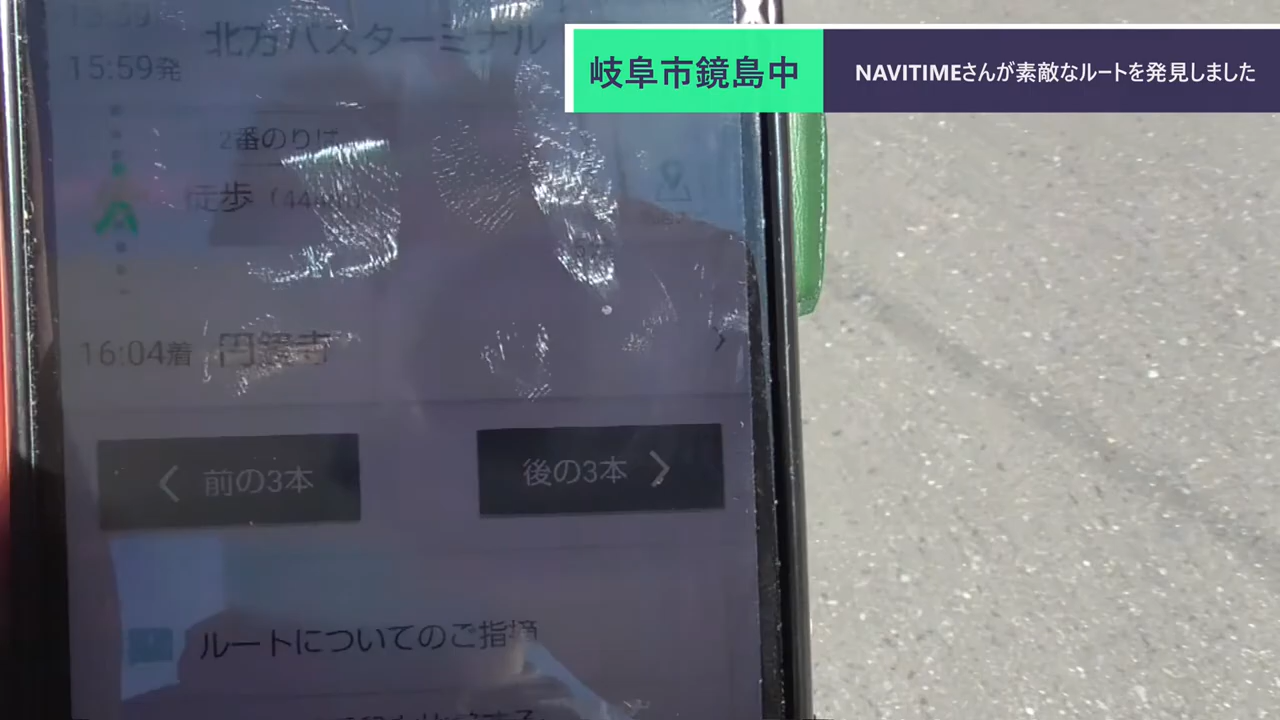 岐阜市鏡島中
NAVITIMEさんが素敵なルートを発見しました
北方バスターミナル
15:59発
2番のりば
徒歩
16:04着 円鏡寺
前の3本
後の3本
ルートについてのご指摘